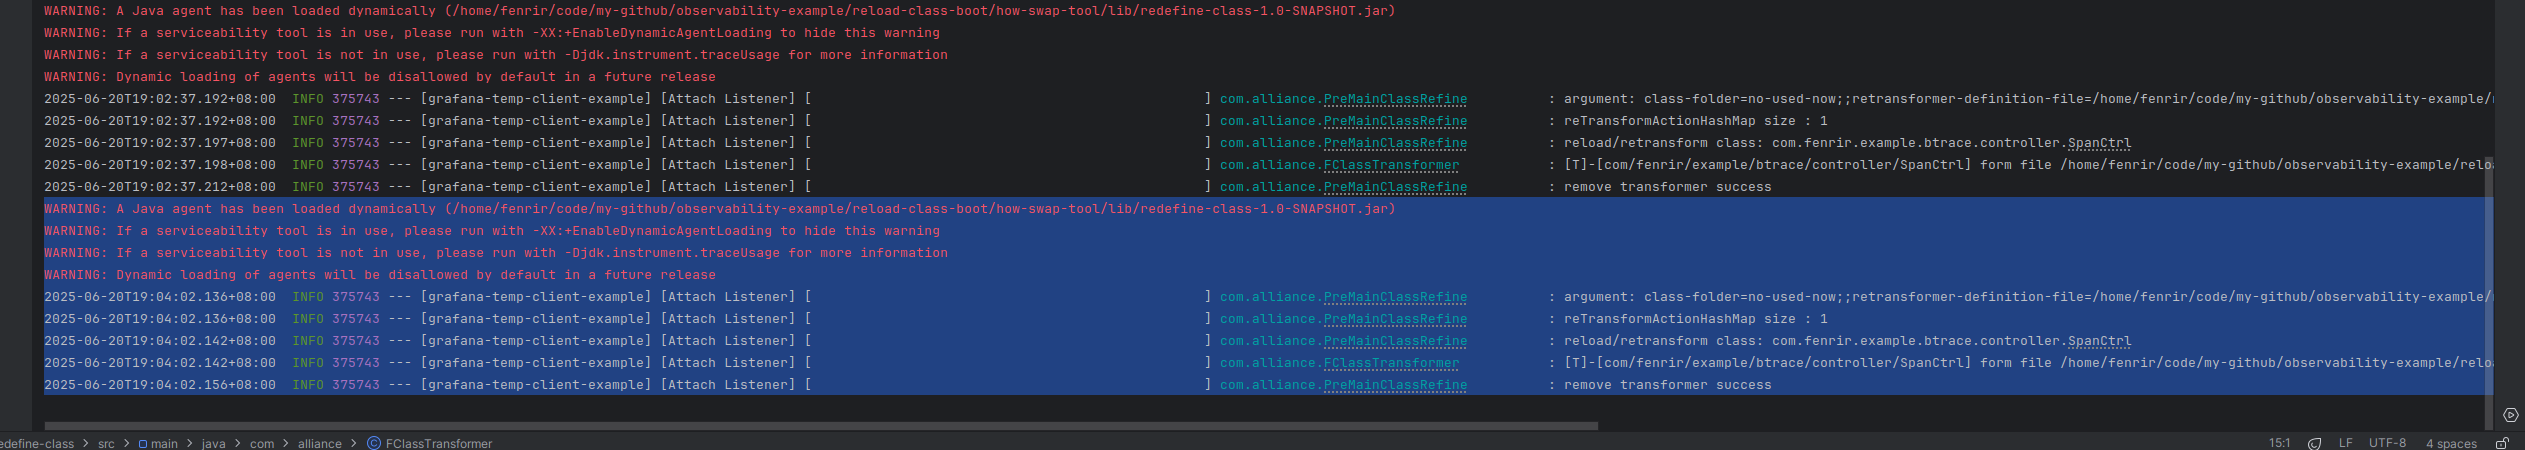 WARNING: A Java agent has been loaded dynamically (/home/fenrir/code/my-github/observability-example/reload-class-boot/how-swap-tool/lib/redefine-class-1.0-SNAPSHOT.jar)
WARNING: If a serviceability tool is in use, please run with -XX:+EnableDynamicAgentLoading to hide this warning
WARNING: If a serviceability tool is not in use, please run with -Djdk.instrument.traceUsage for more information
WARNING: Dynamic loading of agents will be disallowed by default in a future release
2025-06-20T19:02:37.192+08:00 INFO 375743 --- [grafana-temp-client-example] [Attach Listener] [ ] com.alliance.PreMainClassRefine : argument: class-folder=no-used-now;;retransformer-definition-file=/home/fenrir/code/my-github/observability-example/
2025-06-20T19:02:37.192+08:00 INFO 375743 --- [grafana-temp-client-example] [Attach Listener] [ ] com.alliance.PreMainClassRefine : reTransformActionHashMap size : 1
2025-06-20T19:02:37.197+08:00 INFO 375743 --- [grafana-temp-client-example] [Attach Listener] [ ] com.alliance.PreMainClassRefine : reload/retransform class: com.fenrir.example.btrace.controller.SpanCtrl
2025-06-20T19:02:37.198+08:00 INFO 375743 --- [grafana-temp-client-example] [Attach Listener] [ ] com.alliance.FClassTransformer : [T]-[com/fenrir/example/btrace/controller/SpanCtrl] form file /home/fenrir/code/my-github/observability-example/relo
2025-06-20T19:02:37.212+08:00 INFO 375743 --- [grafana-temp-client-example] [Attach Listener] [ ] com.alliance.PreMainClassRefine : remove transformer success
WARNING: A Java agent has been loaded dynamically (/home/fenrir/code/my-github/observability-example/reload-class-boot/how-swap-tool/lib/redefine-class-1.0-SNAPSHOT.jar)
WARNING: If a serviceability tool is in use, please run with -XX:+EnableDynamicAgentLoading to hide this warning
WARNING: If a serviceability tool is not in use, please run with -Djdk.instrument.traceUsage for more information
WARNING: Dynamic loading of agents will be disallowed by default in a future release
2025-06-20T19:04:02.136+08:00 INFO 375743 --- [grafana-temp-client-example] [Attach Listener] [ ] com.alliance.PreMainClassRefine : argument: class-folder=no-used-now;;retransformer-definition-file=/home/fenrir/code/my-github/observability-example/
2025-06-20T19:04:02.136+08:00 INFO 375743 --- [grafana-temp-client-example] [Attach Listener] [ ] com.alliance.PreMainClassRefine : reTransformActionHashMap size : 1
2025-06-20T19:04:02.142+08:00 INFO 375743 --- [grafana-temp-client-example] [Attach Listener] [ ] com.alliance.PreMainClassRefine : reload/retransform class: com.fenrir.example.btrace.controller.SpanCtrl
2025-06-20T19:04:02.142+08:00 INFO 375743 --- [grafana-temp-client-example] [Attach Listener] [ ] com.alliance.FClassTransformer : [T]-[com/fenrir/example/btrace/controller/SpanCtrl] form file /home/fenrir/code/my-github/observability-example/relo
2025-06-20T19:04:02.156+08:00 INFO 375743 --- [grafana-temp-client-example] [Attach Listener] [ ] com.alliance.PreMainClassRefine : remove transformer success
edefine-class > src > main > java > com > alliance > FClassTransformer 15:1 LF UTF-8 4 spaces